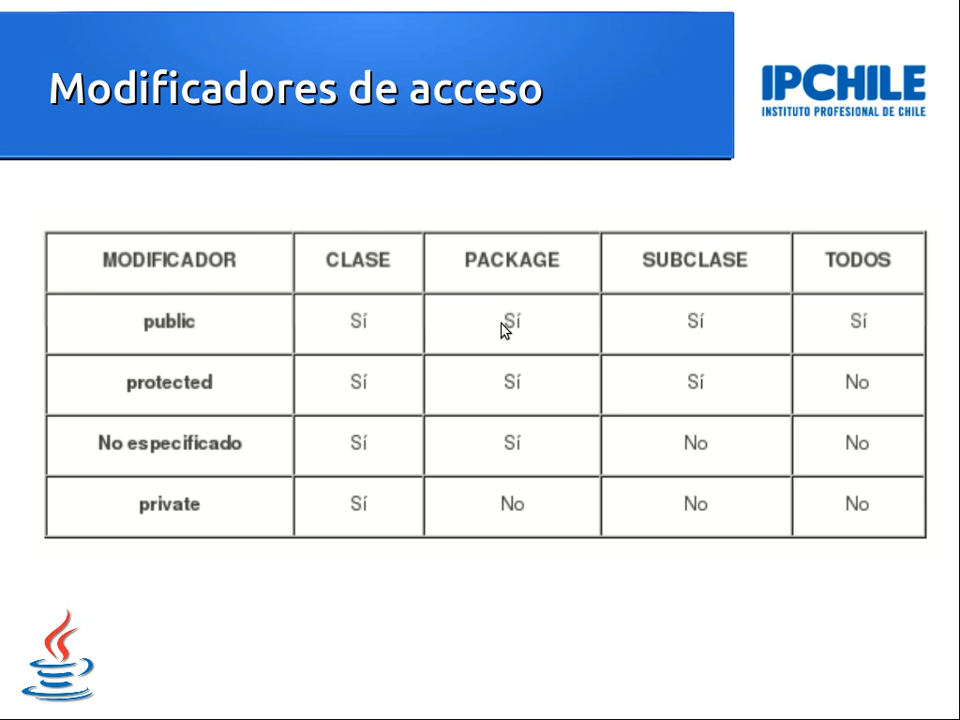 Modificadores de acceso
IPCHILE
INSTITUTO PROFESIONAL DE CHILE
MODIFICADOR CLASE PACKAGE SUBCLASE TODOS
public Sí Sí Sí Sí
protected Sí Sí Sí No
No especificado Sí Sí No No
private Sí No No No